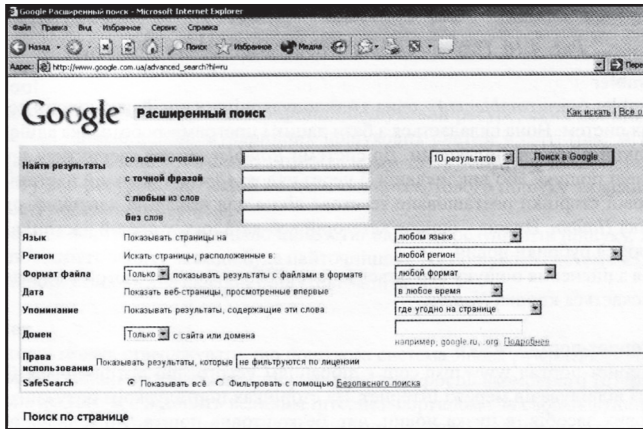 Google Расширенный поиск - Microsoft Internet Explorer
Файл Правка Вид Избранное Сервис Справка
Назад Поиск Избранное Медиа
Адрес: http://www.google.com.ua/advanced_search?hl=ru Пере
Google Расширенный поиск Как искать | Всё о
Найти результаты со всеми словами 10 результатов Поиск в Google
с точной фразой
с любым из слов
без слов
Язык Показывать страницы на любом языке
Регион Искать страницы, расположенные в: любой регион
Формат файла Только показывать результаты с файлами в формате любой формат
Дата Показать веб-страницы, просмотренные впервые в любое время
Упоминание Показывать результаты, содержащие эти слова где угодно на странице
Домен Только с сайта или домена
например, google.ru, .org Подробнее
Права
использования Показывать результаты, которые не фильтруются по лицензии
SafeSearch Показывать всё Фильтровать с помощью Безопасного поиска
Поиск по странице